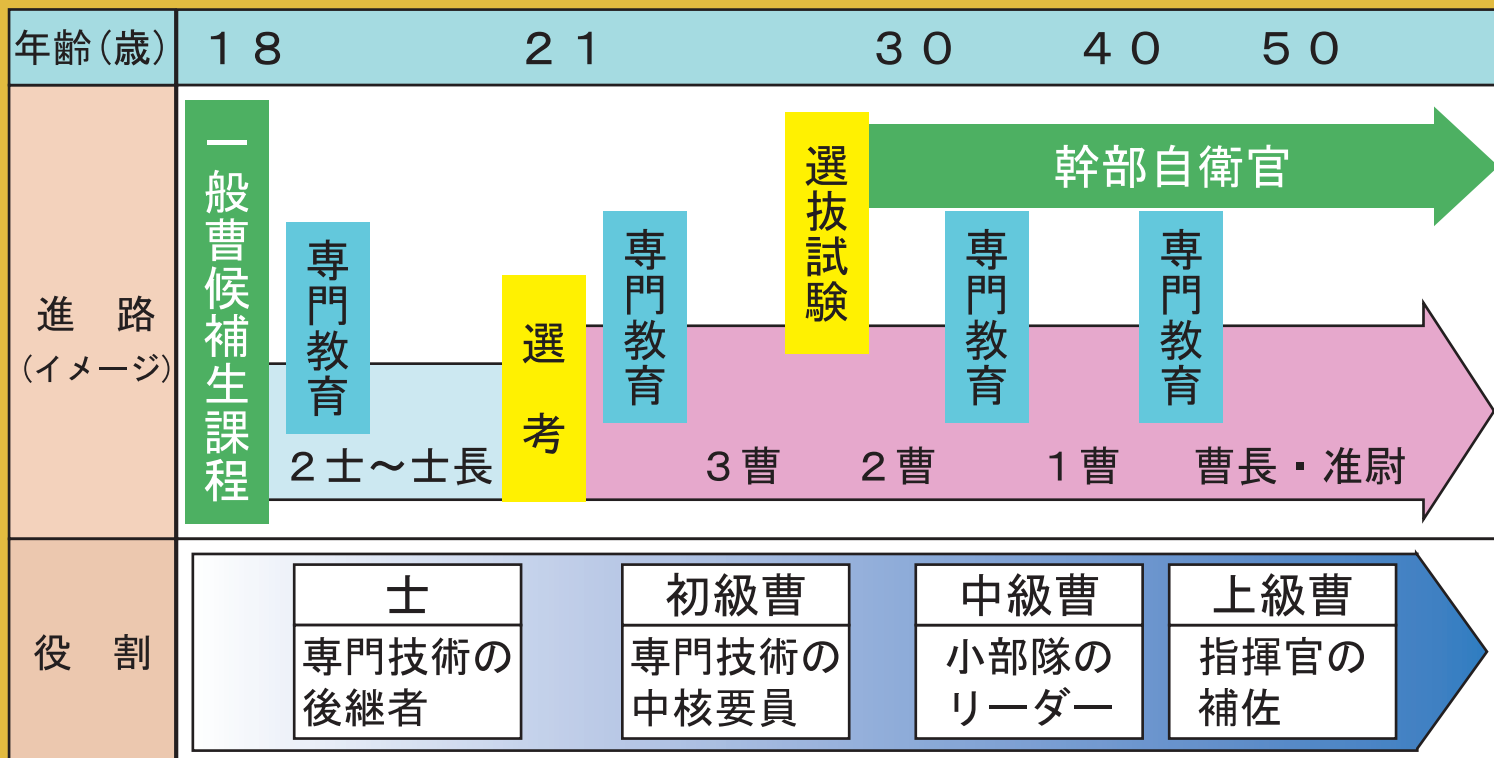 年齢(歳)
18
21
30
40
50
進路
(イメージ)
一般曹候補生課程
専門教育
選考
専門教育
選抜試験
幹部自衛官
専門教育
専門教育
2士〜士長
3曹
2曹
1曹
曹長・准尉
役割
士
専門技術の
後継者
初級曹
専門技術の
中核要員
中級曹
小部隊の
リーダー
上級曹
指揮官の
補佐